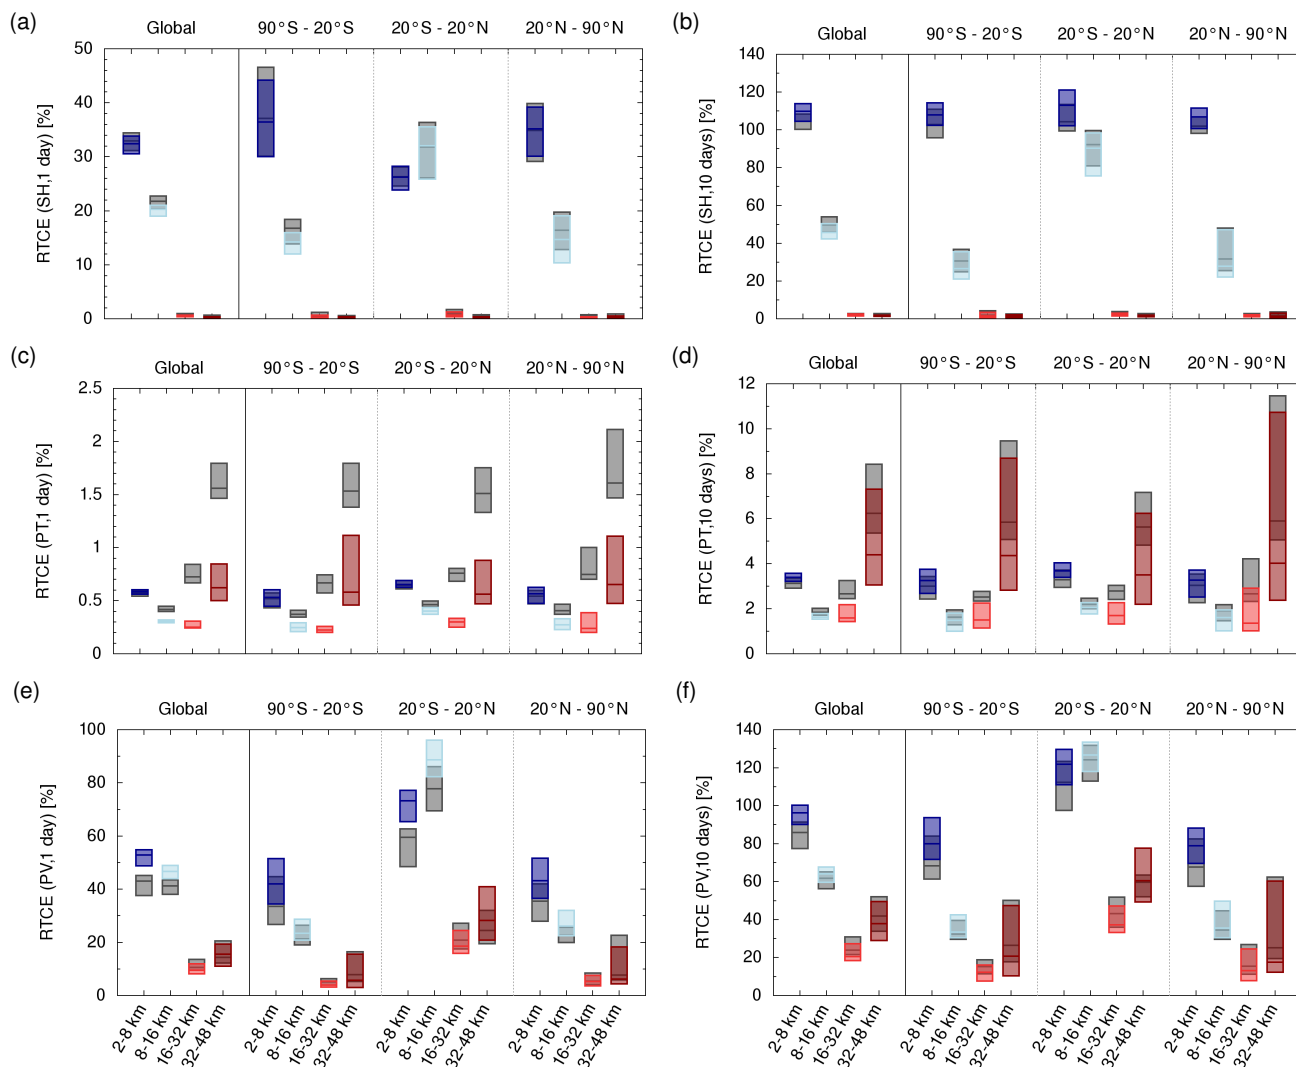 (a)
Global
90°S - 20°S
20°S - 20°N
20°N - 90°N
RTCE (SH,1 day) [%]
50
40
30
20
10
0
(b)
Global
90°S - 20°S
20°S - 20°N
20°N - 90°N
RTCE (SH,10 days) [%]
140
120
100
80
60
40
20
0
(c)
Global
90°S - 20°S
20°S - 20°N
20°N - 90°N
RTCE (PT,1 day) [%]
2.5
2
1.5
1
0.5
0
(d)
Global
90°S - 20°S
20°S - 20°N
20°N - 90°N
RTCE (PT,10 days) [%]
12
10
8
6
4
2
0
(e)
Global
90°S - 20°S
20°S - 20°N
20°N - 90°N
RTCE (PV,1 day) [%]
100
80
60
40
20
0
2-8 km
8-16 km
16-32 km
32-48 km
2-8 km
8-16 km
16-32 km
32-48 km
2-8 km
8-16 km
16-32 km
32-48 km
2-8 km
8-16 km
16-32 km
32-48 km
(f)
Global
90°S - 20°S
20°S - 20°N
20°N - 90°N
RTCE (PV,10 days) [%]
140
120
100
80
60
40
20
0
2-8 km
8-16 km
16-32 km
32-48 km
2-8 km
8-16 km
16-32 km
32-48 km
2-8 km
8-16 km
16-32 km
32-48 km
2-8 km
8-16 km
16-32 km
32-48 km